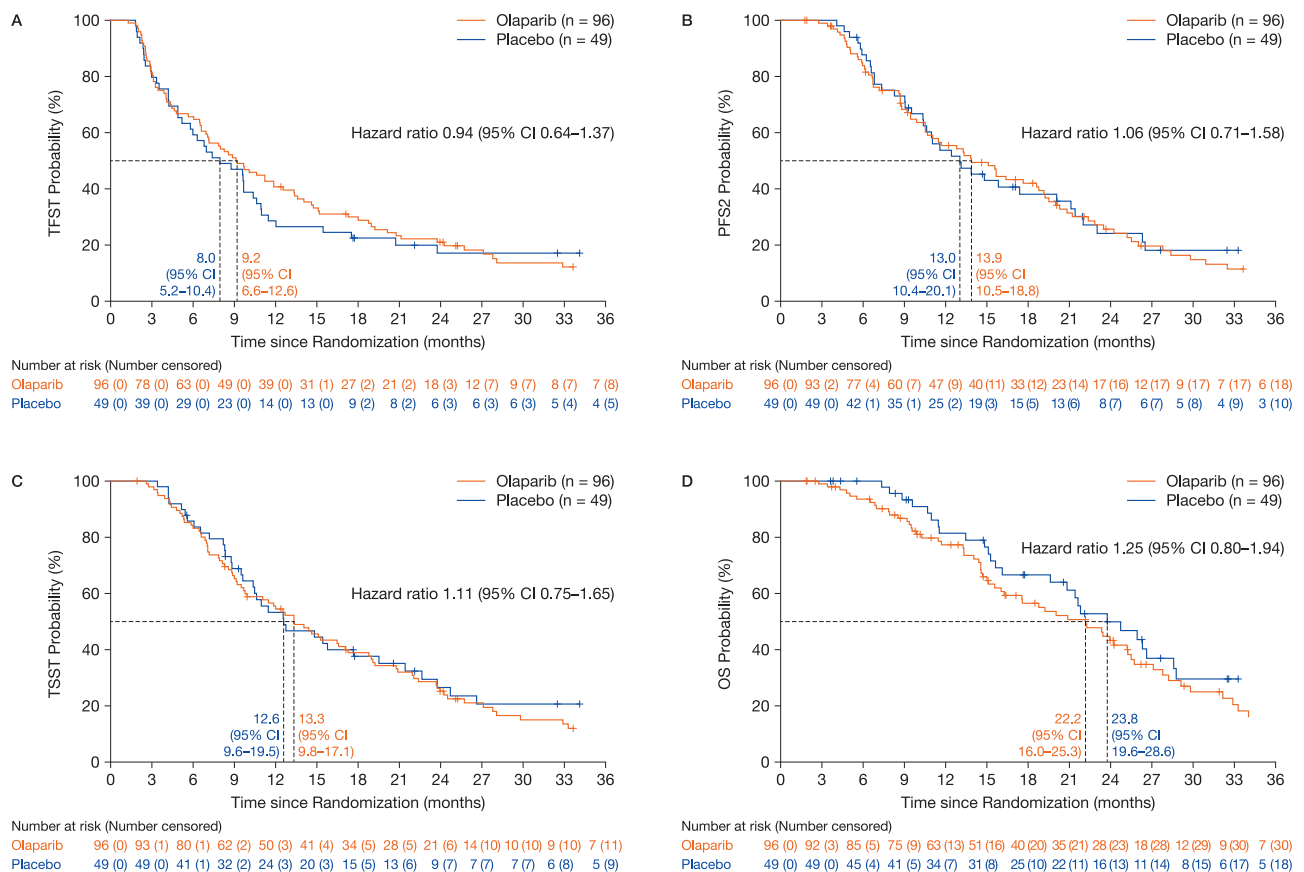 A
Olaparib (n = 96)
Placebo (n = 49)
100
80
60
40
20
0
TFST Probability (%)
Hazard ratio 0.94 (95% CI 0.64–1.37)
8.0
(95% CI
5.2–10.4)
9.2
(95% CI
6.6–12.6)
0 3 6 9 12 15 18 21 24 27 30 33 36
Time since Randomization (months)
Number at risk (Number censored)
Olaparib 96 (0) 78 (0) 63 (0) 49 (0) 39 (0) 31 (1) 27 (2) 21 (2) 18 (3) 12 (7) 9 (7) 8 (7) 7 (8)
Placebo 49 (0) 39 (0) 29 (0) 23 (0) 14 (0) 13 (0) 9 (2) 8 (2) 6 (3) 6 (3) 6 (3) 5 (4) 4 (5)
B
Olaparib (n = 96)
Placebo (n = 49)
100
80
60
40
20
0
PFS2 Probability (%)
Hazard ratio 1.06 (95% CI 0.71–1.58)
13.0
(95% CI
10.4–20.1)
13.9
(95% CI
10.5–18.8)
0 3 6 9 12 15 18 21 24 27 30 33 36
Time since Randomization (months)
Number at risk (Number censored)
Olaparib 96 (0) 93 (2) 77 (4) 60 (7) 47 (9) 40 (11) 33 (12) 23 (14) 17 (16) 12 (17) 9 (17) 7 (17) 6 (18)
Placebo 49 (0) 49 (0) 42 (1) 35 (1) 25 (2) 19 (3) 15 (5) 13 (6) 8 (7) 6 (7) 5 (8) 4 (9) 3 (10)
C
Olaparib (n = 96)
Placebo (n = 49)
100
80
60
40
20
0
TSST Probability (%)
Hazard ratio 1.11 (95% CI 0.75–1.65)
12.6
(95% CI
9.6–19.5)
13.3
(95% CI
9.8–17.1)
0 3 6 9 12 15 18 21 24 27 30 33 36
Time since Randomization (months)
Number at risk (Number censored)
Olaparib 96 (0) 93 (1) 80 (1) 62 (2) 50 (3) 41 (4) 34 (5) 28 (5) 21 (6) 14 (10) 10 (10) 9 (10) 7 (11)
Placebo 49 (0) 49 (0) 41 (1) 32 (2) 24 (3) 20 (3) 15 (5) 13 (6) 9 (7) 7 (7) 7 (7) 6 (8) 5 (9)
D
Olaparib (n = 96)
Placebo (n = 49)
100
80
60
40
20
0
OS Probability (%)
Hazard ratio 1.25 (95% CI 0.80–1.94)
22.2
(95% CI
16.0–25.3)
23.8
(95% CI
19.6–28.6)
0 3 6 9 12 15 18 21 24 27 30 33 36
Time since Randomization (months)
Number at risk (Number censored)
Olaparib 96 (0) 92 (3) 85 (5) 75 (9) 63 (13) 51 (16) 40 (20) 35 (21) 28 (23) 18 (28) 12 (29) 9 (30) 7 (30)
Placebo 49 (0) 49 (0) 45 (4) 41 (5) 34 (7) 31 (8) 25 (10) 22 (11) 16 (13) 11 (14) 8 (15) 6 (17) 5 (18)